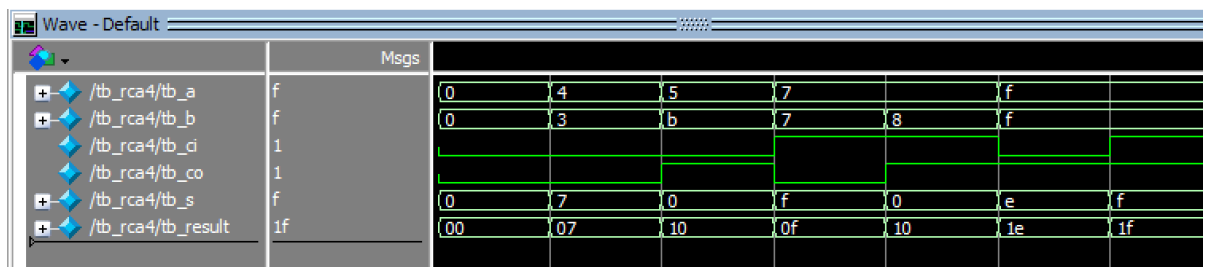 Wave - Default
Msgs
/tb_rca4/tb_a f 0 4 5 7 f
/tb_rca4/tb_b f 0 3 b 7 8 f
/tb_rca4/tb_ci 1
/tb_rca4/tb_co 1
/tb_rca4/tb_s f 0 7 0 f 0 e f
/tb_rca4/tb_result 1f 00 07 10 0f 10 1e 1f